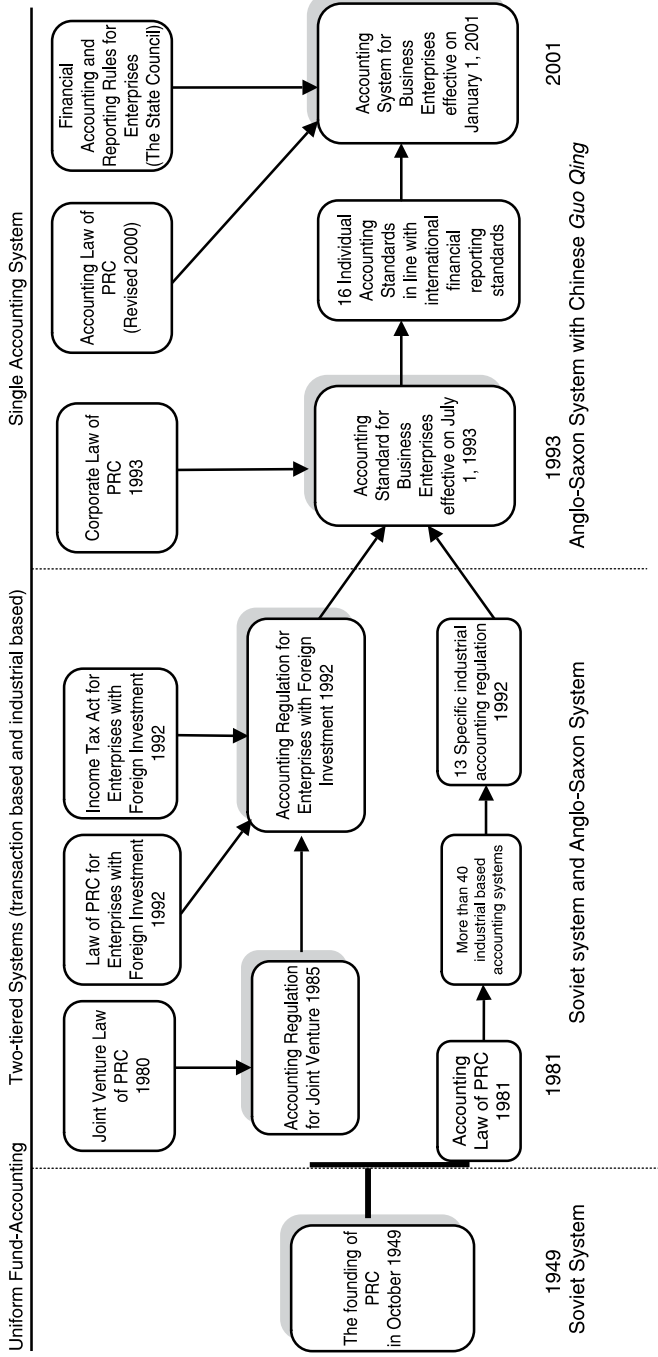 Uniform Fund-Accounting
Two-tiered Systems (transaction based and industrial based)
Single Accounting System
Joint Venture Law
of PRC
1980
Law of PRC for
Enterprises with
Foreign Investment
1992
Income Tax Act for
Enterprises with
Foreign Investment
1992
Corporate Law of
PRC
1993
Accounting Law of
PRC
(Revised 2000)
Financial
Accounting and
Reporting Rules for
Enterprises
(The State Council)
The founding of
PRC
in October 1949
Accounting Regulation
for Joint Venture 1985
Accounting Regulation for
Enterprises with Foreign
Investment 1992
Accounting
Law of PRC
1981
More than 40
industrial based
accounting systems
13 Specific industrial
accounting regulation
1992
Accounting
Standard for
Business
Enterprises
effective on July
1, 1993
16 Individual
Accounting
Standards
in line with
international
financial
reporting
standards
Accounting
System for
Business
Enterprises
effective on
January 1, 2001
1949
1981
1993
2001
Soviet System
Soviet system and Anglo-Saxon System
Anglo-Saxon System with Chinese Guo Qing